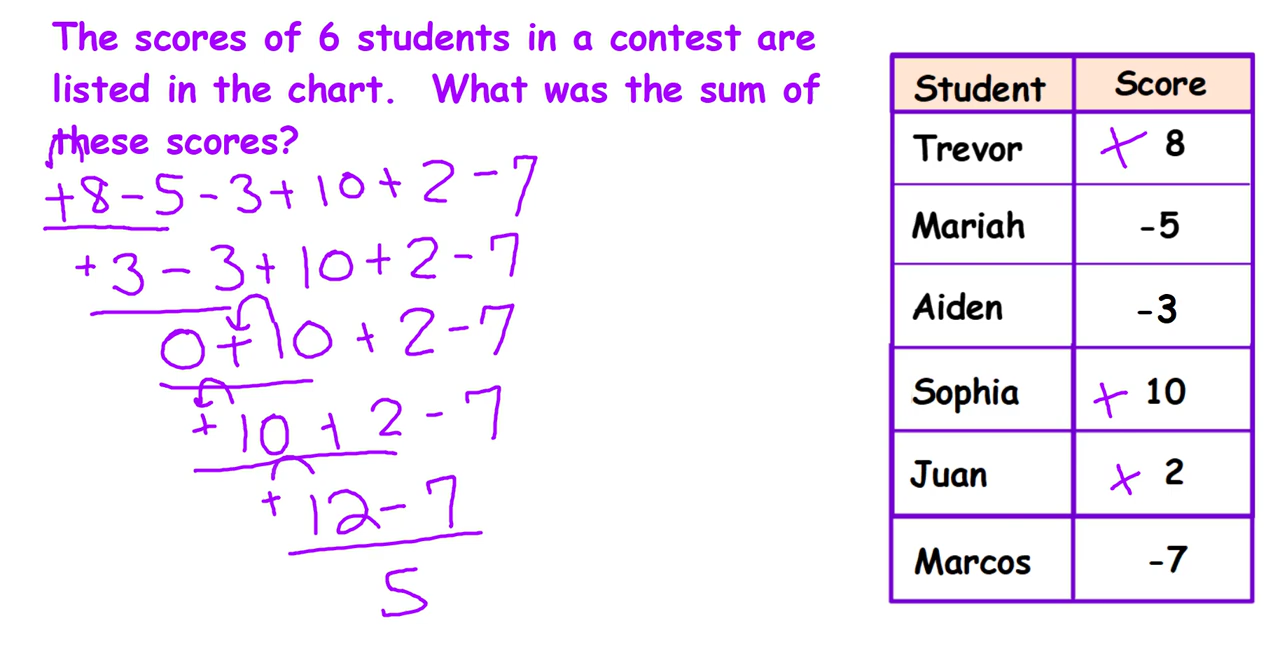 The scores of 6 students in a contest are
listed in the chart. What was the sum of
these scores?
+8-5-3+10+2-7
+3-3+10+2-7
0+10+2-7
+10+2-7
+12-7
5
Student Score
Trevor + 8
Mariah -5
Aiden -3
Sophia + 10
Juan + 2
Marcos -7